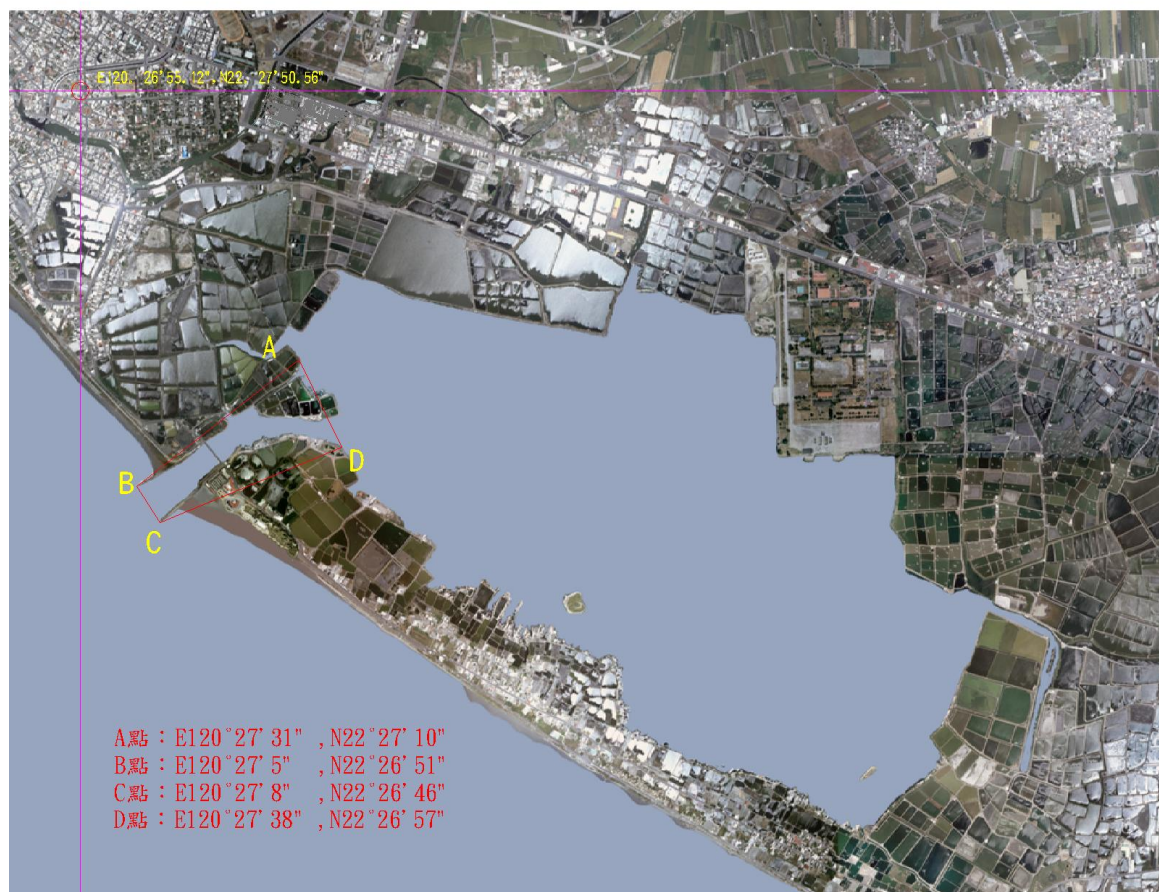 E120, 26'55.12",N22, 27'50.56"
A
B
D
C
A點：E120°27'31" ,N22°27'10"
B點：E120°27'5" ,N22°26'51"
C點：E120°27'8" ,N22°26'46"
D點：E120°27'38" ,N22°26'57"